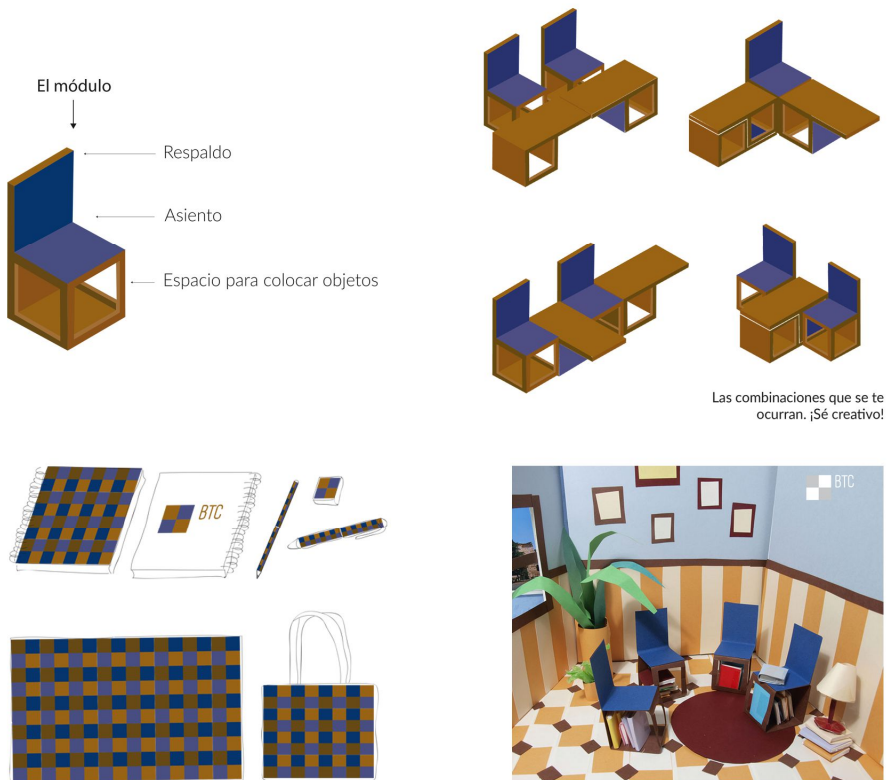 El módulo
Respaldo
Asiento
Espacio para colocar objetos
Las combinaciones que se te
ocurran. ¡Sé creativo!
BTC
BTC